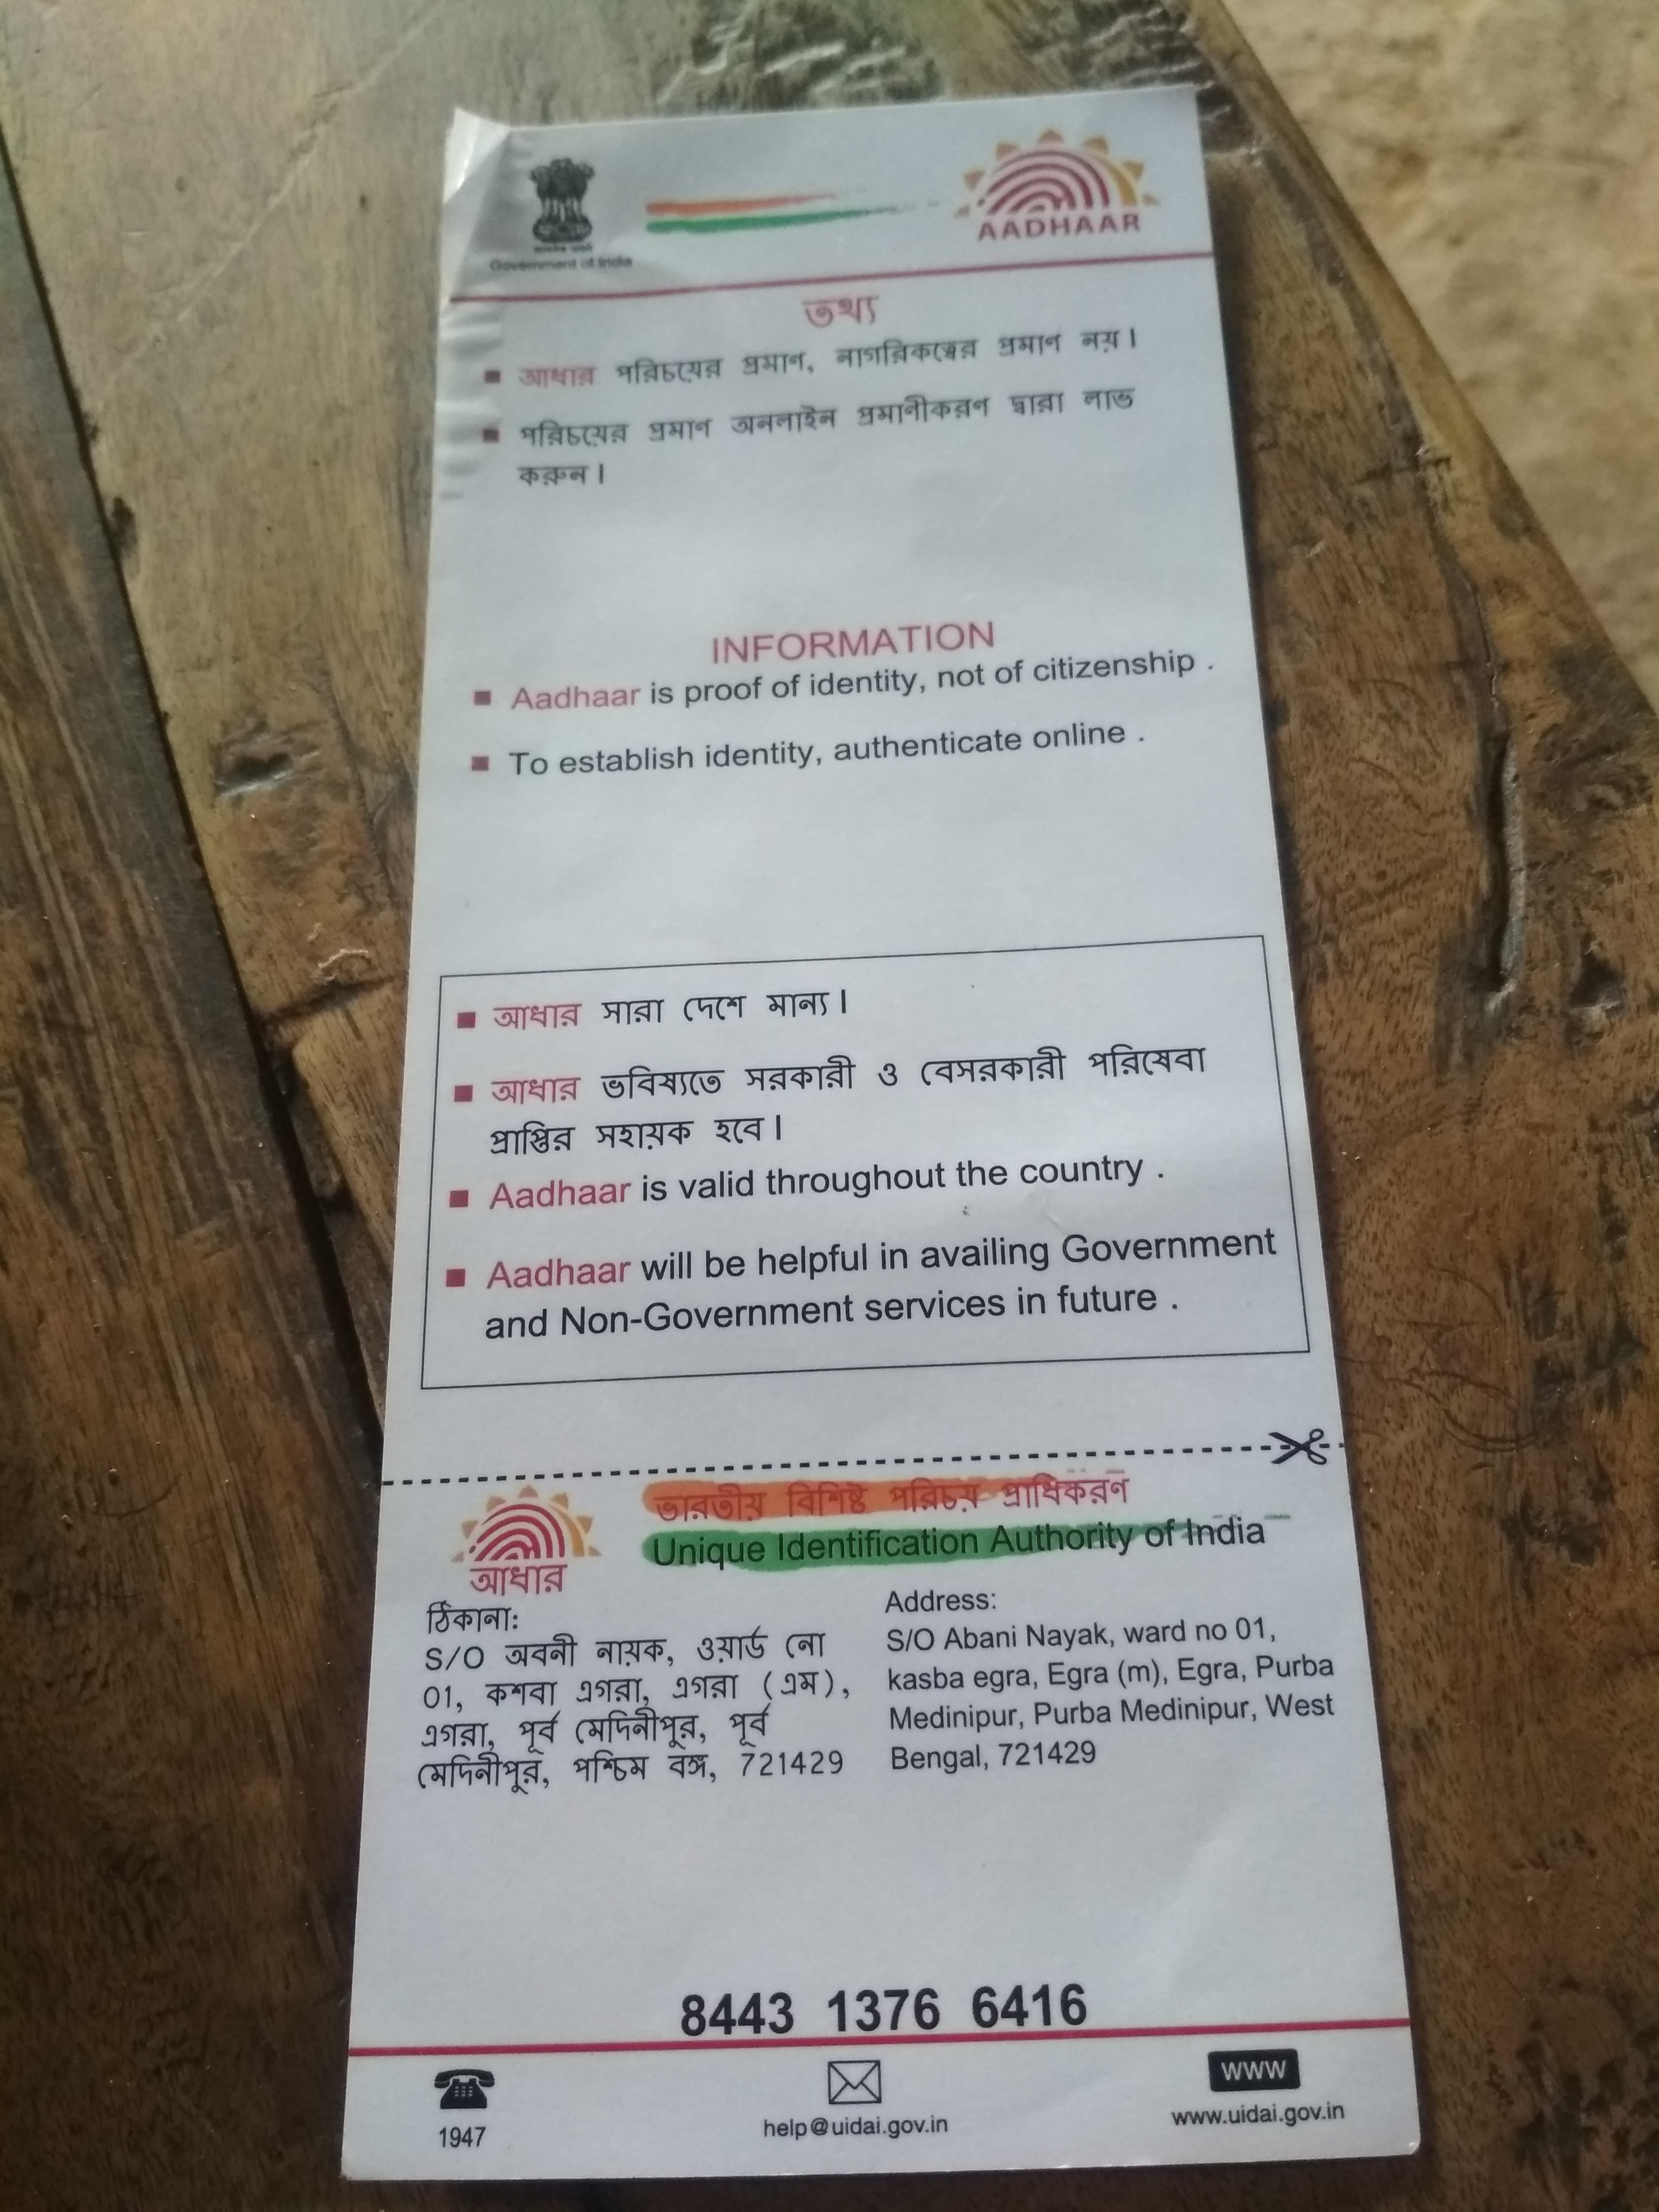 Government of India
AADHAAR
তথ্য
আধার পরিচয়ের প্রমাণ, নাগরিকত্বের প্রমাণ নয়।
পরিচয়ের প্রমাণ অনলাইন প্রমাণীকরণ দ্বারা লাভ
করুন।
INFORMATION
Aadhaar is proof of identity, not of citizenship .
To establish identity, authenticate online .
আধার সারা দেশে মান্য।
আধার ভবিষ্যতে সরকারী ও বেসরকারী পরিষেবা
প্রাপ্তির সহায়ক হবে।
Aadhaar is valid throughout the country .
Aadhaar will be helpful in availing Government
and Non-Government services in future .
ভারতীয় বিশিষ্ট পরিচয় প্রাধিকরণ
Unique Identification Authority of India
আধার
ঠিকানা:
S/O অবনী নায়ক, ওয়ার্ড নো
01, কশবা এগরা, এগরা (এম),
এগরা, পূর্ব মেদিনীপুর, পূর্ব
মেদিনীপুর, পশ্চিম বঙ্গ, 721429
Address:
S/O Abani Nayak, ward no 01,
kasba egra, Egra (m), Egra, Purba
Medinipur, Purba Medinipur, West
Bengal, 721429
8443 1376 6416
1947
help@uidai.gov.in
www
www.uidai.gov.in